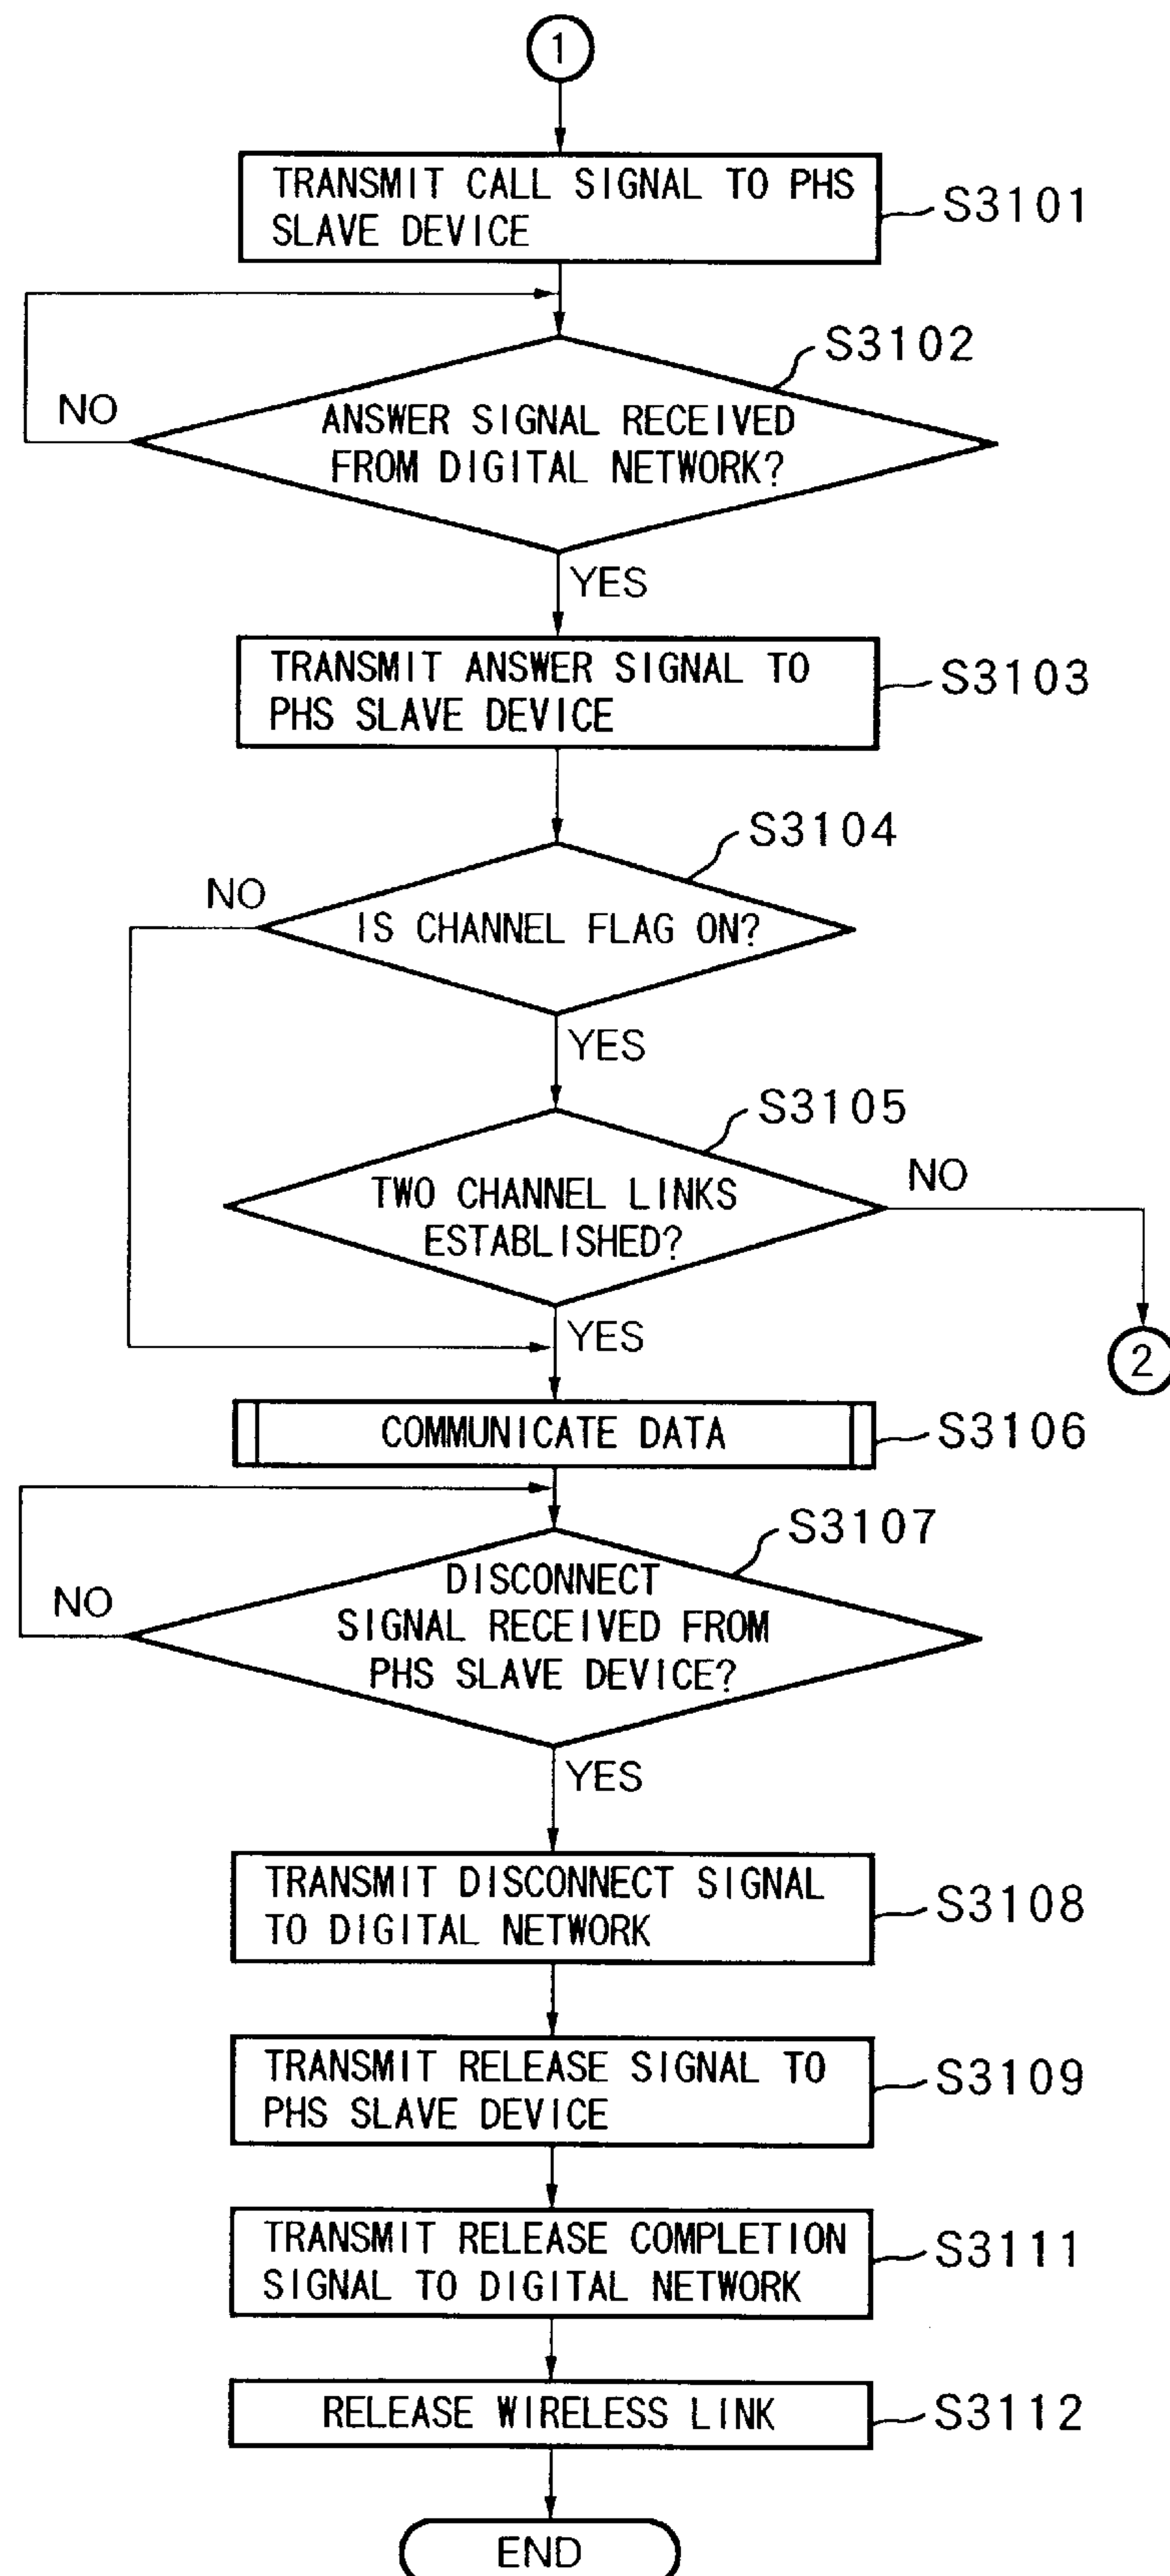 1
TRANSMIT CALL SIGNAL TO PHS
SLAVE DEVICE
S3101
S3102
NO
ANSWER SIGNAL RECEIVED
FROM DIGITAL NETWORK?
YES
TRANSMIT ANSWER SIGNAL TO
PHS SLAVE DEVICE
S3103
S3104
NO
IS CHANNEL FLAG ON?
YES
S3105
TWO CHANNEL LINKS
ESTABLISHED?
NO
YES
2
COMMUNICATE DATA
S3106
S3107
NO
DISCONNECT
SIGNAL RECEIVED FROM
PHS SLAVE DEVICE?
YES
TRANSMIT DISCONNECT SIGNAL
TO DIGITAL NETWORK
S3108
TRANSMIT RELEASE SIGNAL TO
PHS SLAVE DEVICE
S3109
TRANSMIT RELEASE COMPLETION
SIGNAL TO DIGITAL NETWORK
S3111
RELEASE WIRELESS LINK
S3112
END